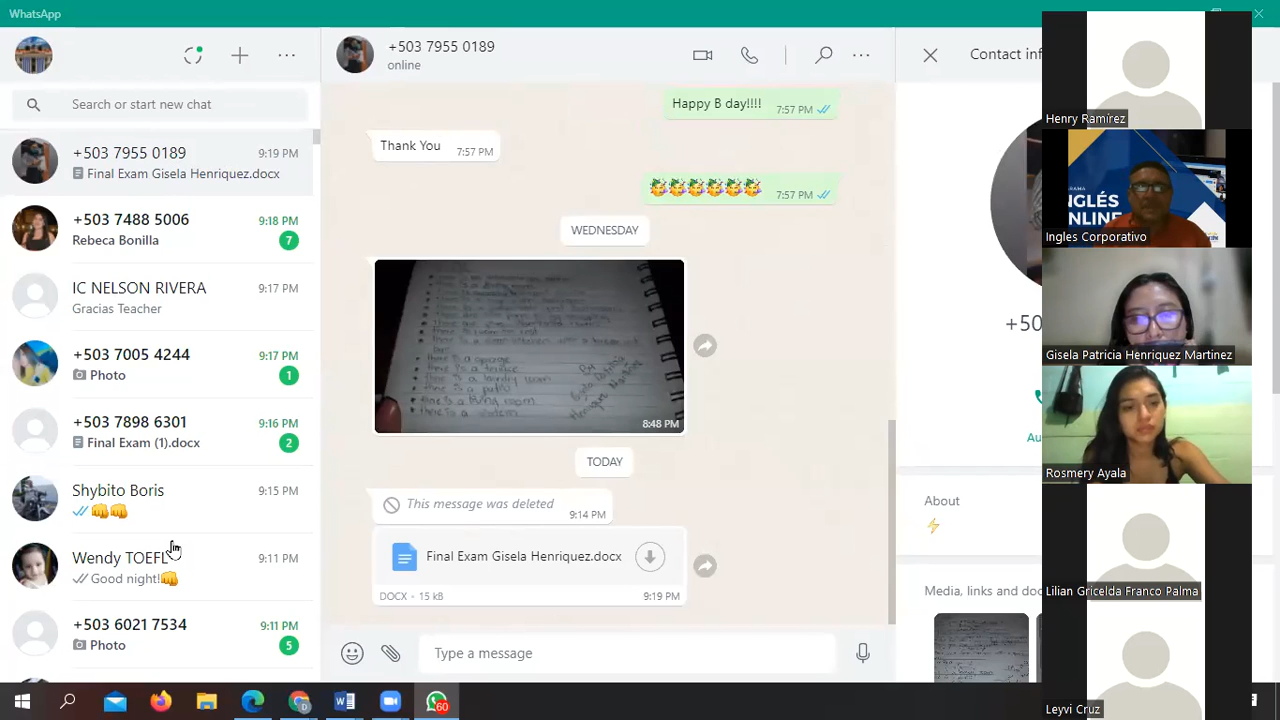 WhatsApp
Search or start new chat
+503 7955 0189
9:19 PM
Final Exam Gisela Henriquez.docx
+503 7488 5006
9:18 PM
Rebeca Bonilla
7
IC NELSON RIVERA
9:17 PM
Gracias Teacher
+503 7005 4244
9:17 PM
Photo
1
+503 7898 6301
9:16 PM
Final Exam (1).docx
2
Shybito Boris
9:15 PM
Wendy TOEFL
9:11 PM
Good night!
+503 6021 7534
9:11 PM
Photo
5
+503 7955 0189
online
Happy B day!!!!
7:57 PM
Thank You
7:57 PM
7:57 PM
WEDNESDAY
8:48 PM
TODAY
This message was deleted
9:14 PM
Final Exam Gisela Henriquez.docx
DOCX • 15 kB
9:19 PM
Type a message
Contact inf
+50
Au
About
Media, links and doc
Henry Ramírez
INGLÉS
ONLINE
Ingles Corporativo
Gisela Patricia Henriquez Martinez
Rosmery Ayala
Lilian Gricelda Franco Palma
Leyvi Cruz
60